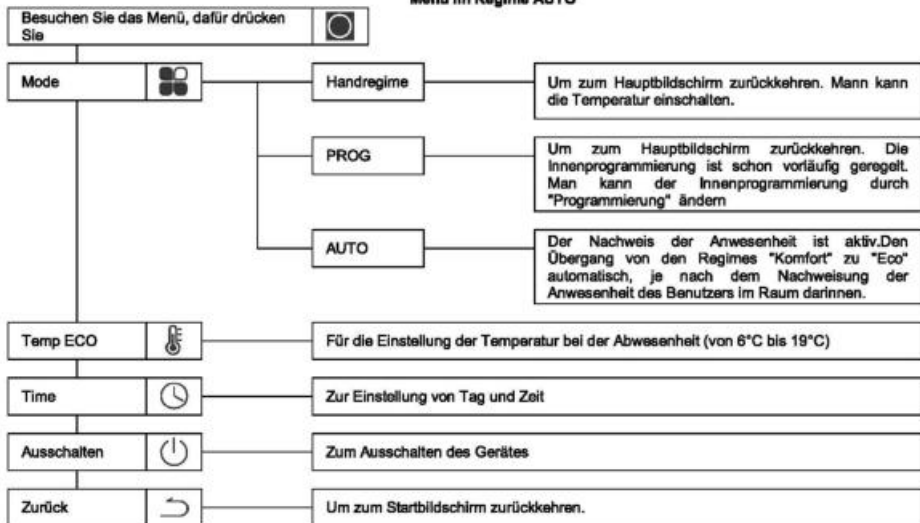 Menü im Regime AUTO
Besuchen Sie das Menü, dafür drücken
Sie
Mode
Handregime
Um zum Hauptbildschirm zurückkehren. Mann kann
die Temperatur einschalten.
PROG
Um zum Hauptbildschirm zurückkehren. Die
Innenprogrammierung ist schon vorläufig geregelt.
Man kann der Innenprogrammierung durch
"Programmierung" ändern
AUTO
Der Nachweis der Anwesenheit ist aktiv.Den
Übergang von den Regimes "Komfort" zu "Eco"
automatisch, je nach dem Nachweisung der
Anwesenheit des Benutzers im Raum darinnen.
Temp ECO
Für die Einstellung der Temperatur bei der Abwesenheit (von 6°C bis 19°C)
Time
Zur Einstellung von Tag und Zeit
Ausschalten
Zum Ausschalten des Gerätes
Zurück
Um zum Startbildschirm zurückkehren.